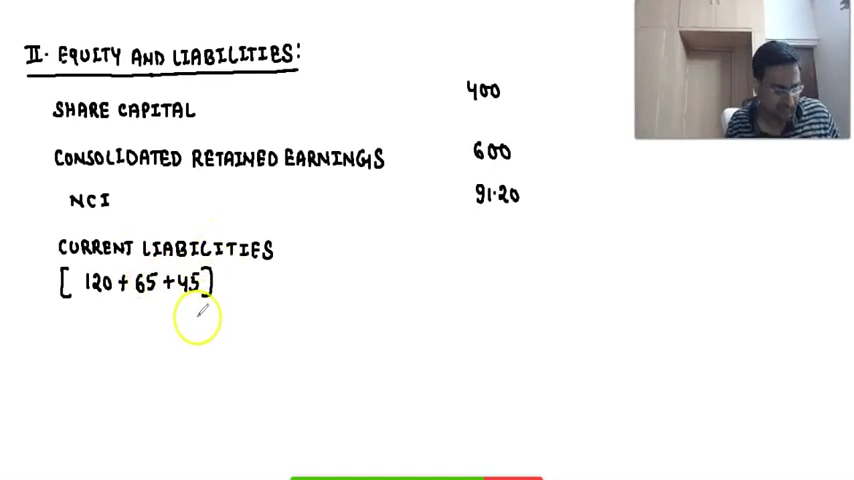 II. EQUITY AND LIABILITIES:
SHARE CAPITAL 400
CONSOLIDATED RETAINED EARNINGS 600
NCI 91.20
CURRENT LIABILITIES
[ 120 + 65 + 45]